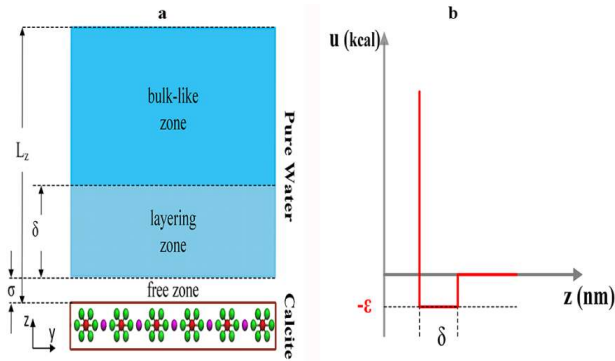 a
bulk-like
zone
L_z
δ
layering
zone
σ
free zone
z
y
Pure Water
Calcite
b
u (kcal)
-ε
δ
z (nm)